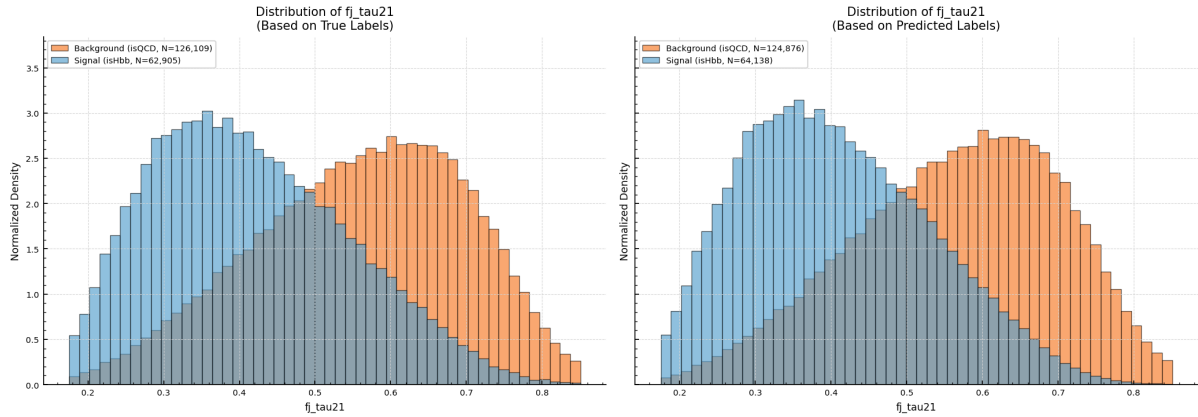 Distribution of fj_tau21
(Based on True Labels)
Background (isQCD, N=126,109)
Signal (isHbb, N=62,905)
Normalized Density
3.5
3.0
2.5
2.0
1.5
1.0
0.5
0.0
0.2 0.3 0.4 0.5 0.6 0.7 0.8
fj_tau21
Distribution of fj_tau21
(Based on Predicted Labels)
Background (isQCD, N=124,876)
Signal (isHbb, N=64,138)
Normalized Density
3.5
3.0
2.5
2.0
1.5
1.0
0.5
0.0
0.2 0.3 0.4 0.5 0.6 0.7 0.8
fj_tau21